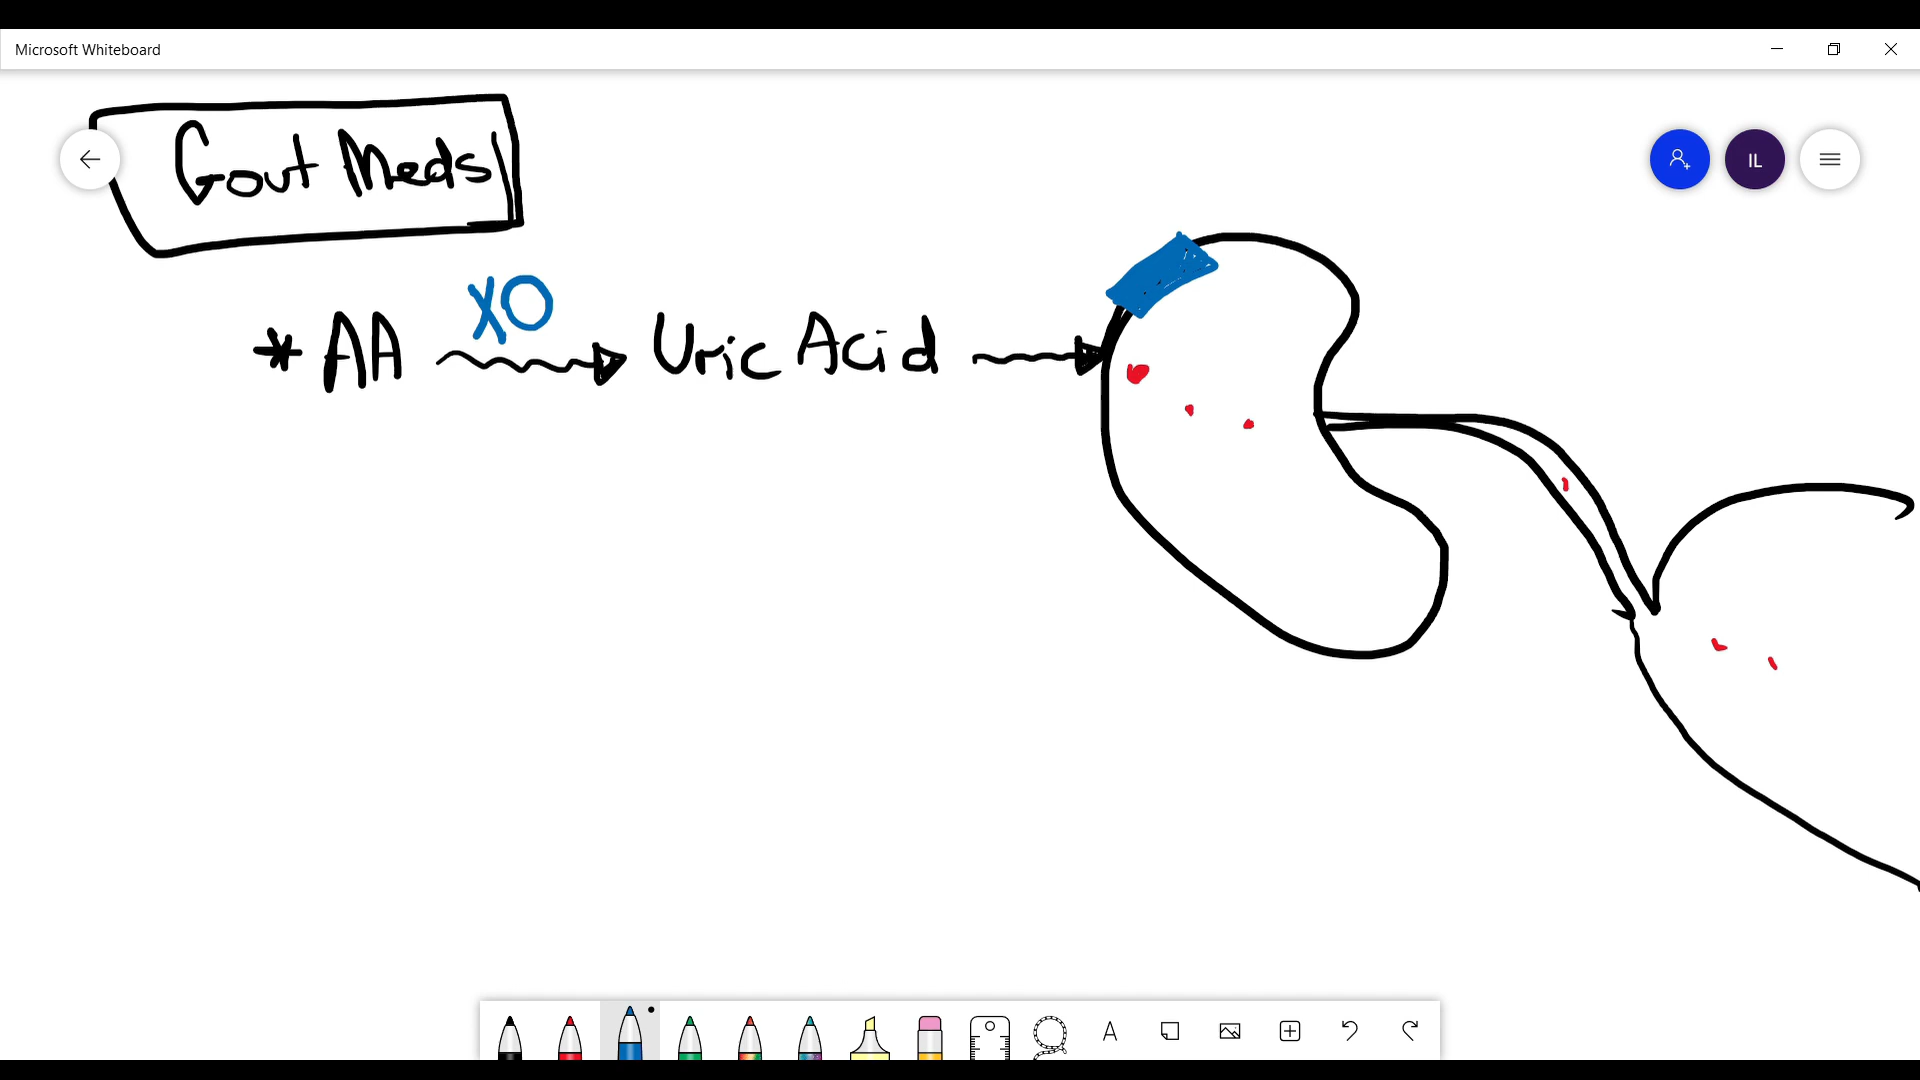 Microsoft Whiteboard
Gout Meds
IL
XO
* AA → Uric Acid →
A